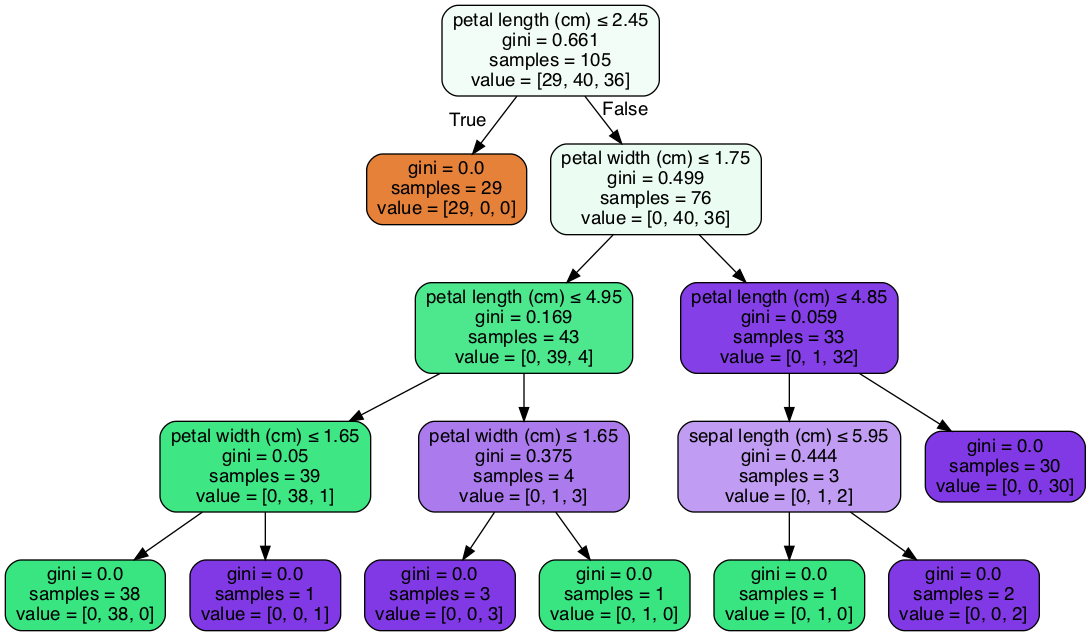 petal length (cm) ≤ 2.45
gini = 0.661
samples = 105
value = [29, 40, 36]
True
False
gini = 0.0
samples = 29
value = [29, 0, 0]
petal width (cm) ≤ 1.75
gini = 0.499
samples = 76
value = [0, 40, 36]
petal length (cm) ≤ 4.95
gini = 0.169
samples = 43
value = [0, 39, 4]
petal length (cm) ≤ 4.85
gini = 0.059
samples = 33
value = [0, 1, 32]
petal width (cm) ≤ 1.65
gini = 0.05
samples = 39
value = [0, 38, 1]
petal width (cm) ≤ 1.65
gini = 0.375
samples = 4
value = [0, 1, 3]
sepal length (cm) ≤ 5.95
gini = 0.444
samples = 3
value = [0, 1, 2]
gini = 0.0
samples = 30
value = [0, 0, 30]
gini = 0.0
samples = 38
value = [0, 38, 0]
gini = 0.0
samples = 1
value = [0, 0, 1]
gini = 0.0
samples = 3
value = [0, 0, 3]
gini = 0.0
samples = 1
value = [0, 1, 0]
gini = 0.0
samples = 1
value = [0, 1, 0]
gini = 0.0
samples = 2
value = [0, 0, 2]